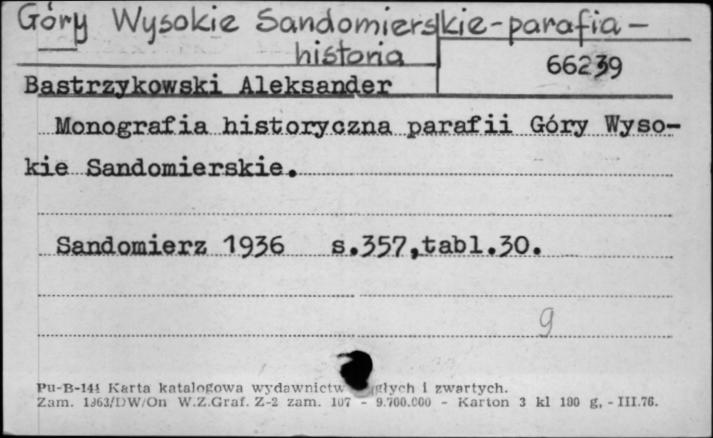 Góry Wysokie Sandomierskie-parafia-
historia
66239
Bastrzykowski Aleksander
Monografia historyczna parafii Góry Wyso-
kie Sandomierskie.
Sandomierz 1936 s.357,tabl.30.
9
Pu-B-141 Karta katalogowa wydawnictw głych i zwartych.
Zam. 1363/DW/On W.Z.Graf. Z-2 zam. 107 - 9.700.000 - Karton 3 kl 180 g. - III.76.